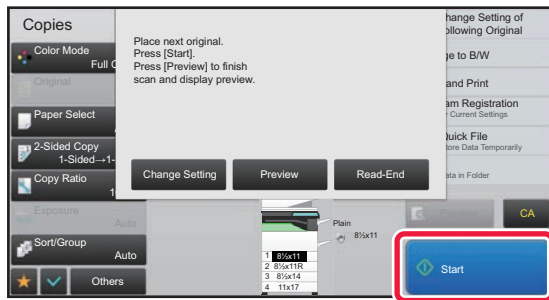 Copies
Color Mode
Full
Original
Paper Select
2-Sided Copy
1-Sided→1-
Copy Ratio
Exposure
Auto
Sort/Group
Auto
Others
Place next original.
Press [Start].
Press [Preview] to finish
scan and display preview.
Change Setting
Preview
Read-End
Plain
8½x11
1 8½x11
2 8½x11R
3 8½x14
4 11x17
hange Setting of
ollowing Original
ge to B/W
and Print
am Registration
Current Settings
Quick File
ore Data Temporarily
ata in Folder
Preview
CA
Start